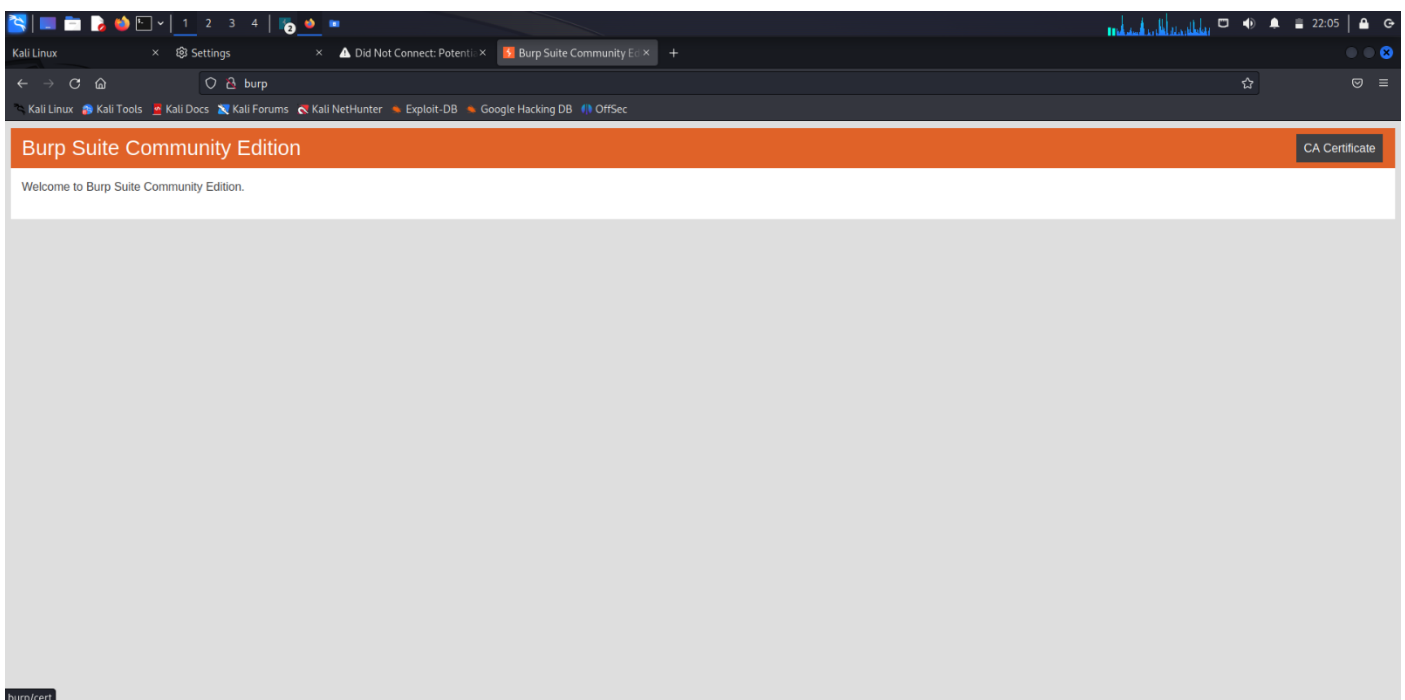 1 2 3 4 2 22:05
Kali Linux Settings Did Not Connect: Potenti Burp Suite Community Ed
burp
Kali Linux Kali Tools Kali Docs Kali Forums Kali NetHunter Exploit-DB Google Hacking DB OffSec
Burp Suite Community Edition CA Certificate
Welcome to Burp Suite Community Edition.
burp/cert